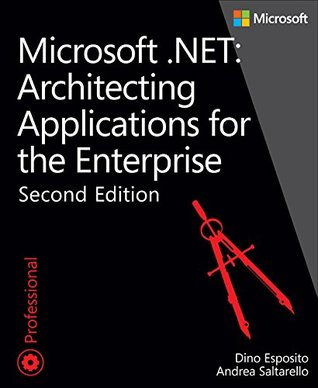 Microsoft
Microsoft .NET:
Architecting
Applications for
the Enterprise
Second Edition
Professional
Dino Esposito
Andrea Saltarello